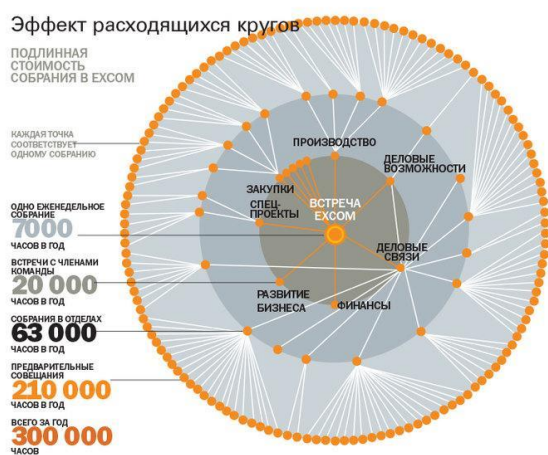 Эффект расходящихся кругов
ПОДЛИННАЯ
СТОИМОСТЬ
СОБРАНИЯ В EXCOM
КАЖДАЯ ТОЧКА
СООТВЕТСТВУЕТ
ОДНОМУ СОБРАНИЮ
ОДНО ЕЖЕНЕДЕЛЬНОЕ
СОБРАНИЕ
7000
ЧАСОВ В ГОД
ВСТРЕЧИ С ЧЛЕНАМИ
КОМАНДЫ
20 000
ЧАСОВ В ГОД
СОБРАНИЯ В ОТДЕЛАХ
63 000
ЧАСОВ В ГОД
ПРЕДВАРИТЕЛЬНЫЕ
СОВЕЩАНИЯ
210 000
ЧАСОВ В ГОД
ВСЕГО ЗА ГОД
300 000
ЧАСОВ
ПРОИЗВОДСТВО
ДЕЛОВЫЕ
ВОЗМОЖНОСТИ
ЗАКУПКИ
СПЕЦ-
ПРОЕКТЫ
ВСТРЕЧА
EXCOM
ДЕЛОВЫЕ
СВЯЗИ
РАЗВИТИЕ
БИЗНЕСА
ФИНАНСЫ